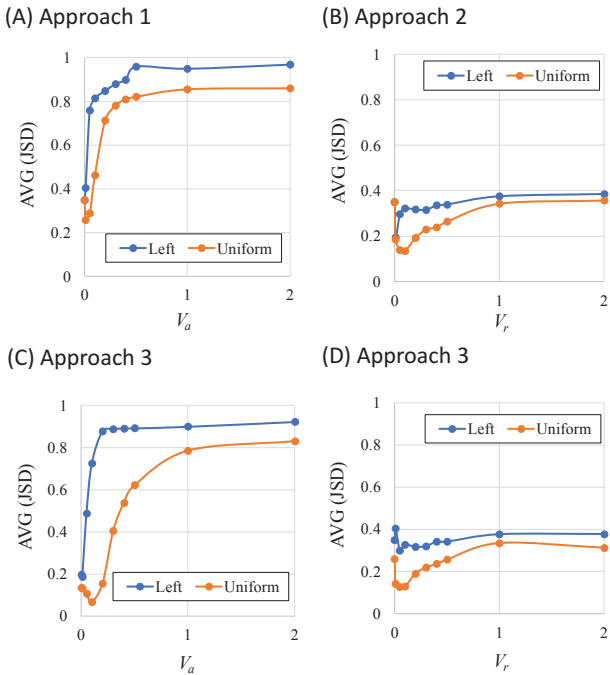 (A) Approach 1
AVG (JSD)
1
0.8
0.6
0.4
0.2
0
Left
Uniform
0
1
2
Va
(B) Approach 2
AVG (JSD)
1
0.8
0.6
0.4
0.2
0
Left
Uniform
0
1
2
Vr
(C) Approach 3
AVG (JSD)
1
0.8
0.6
0.4
0.2
0
Left
Uniform
0
1
2
Va
(D) Approach 3
AVG (JSD)
1
0.8
0.6
0.4
0.2
0
Left
Uniform
0
1
2
Vr